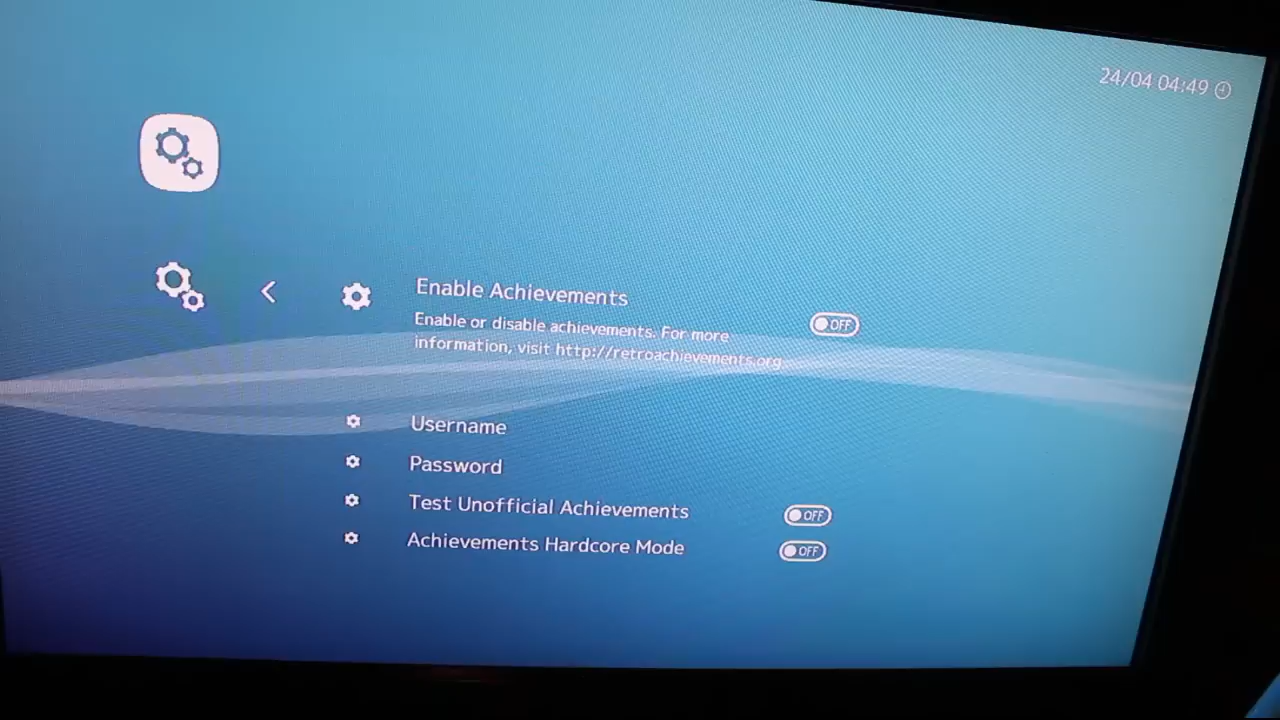 24/04 04:49
Enable Achievements
Enable or disable achievements. For more
information, visit http://retroachievements.org
OFF
Username
Password
Test Unofficial Achievements
OFF
Achievements Hardcore Mode
OFF